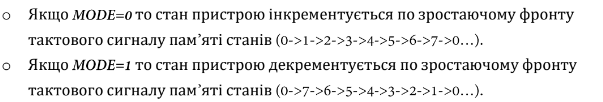 o Якщо MODE=0 то стан пристрою інкрементується по зростаючому фронту
тактового сигналу пам’яті станів (0->1->2->3->4->5->6->7->0…).
o Якщо MODE=1 то стан пристрою декрементується по зростаючому фронту
тактового сигналу пам’яті станів (0->7->6->5->4->3->2->1->0…).